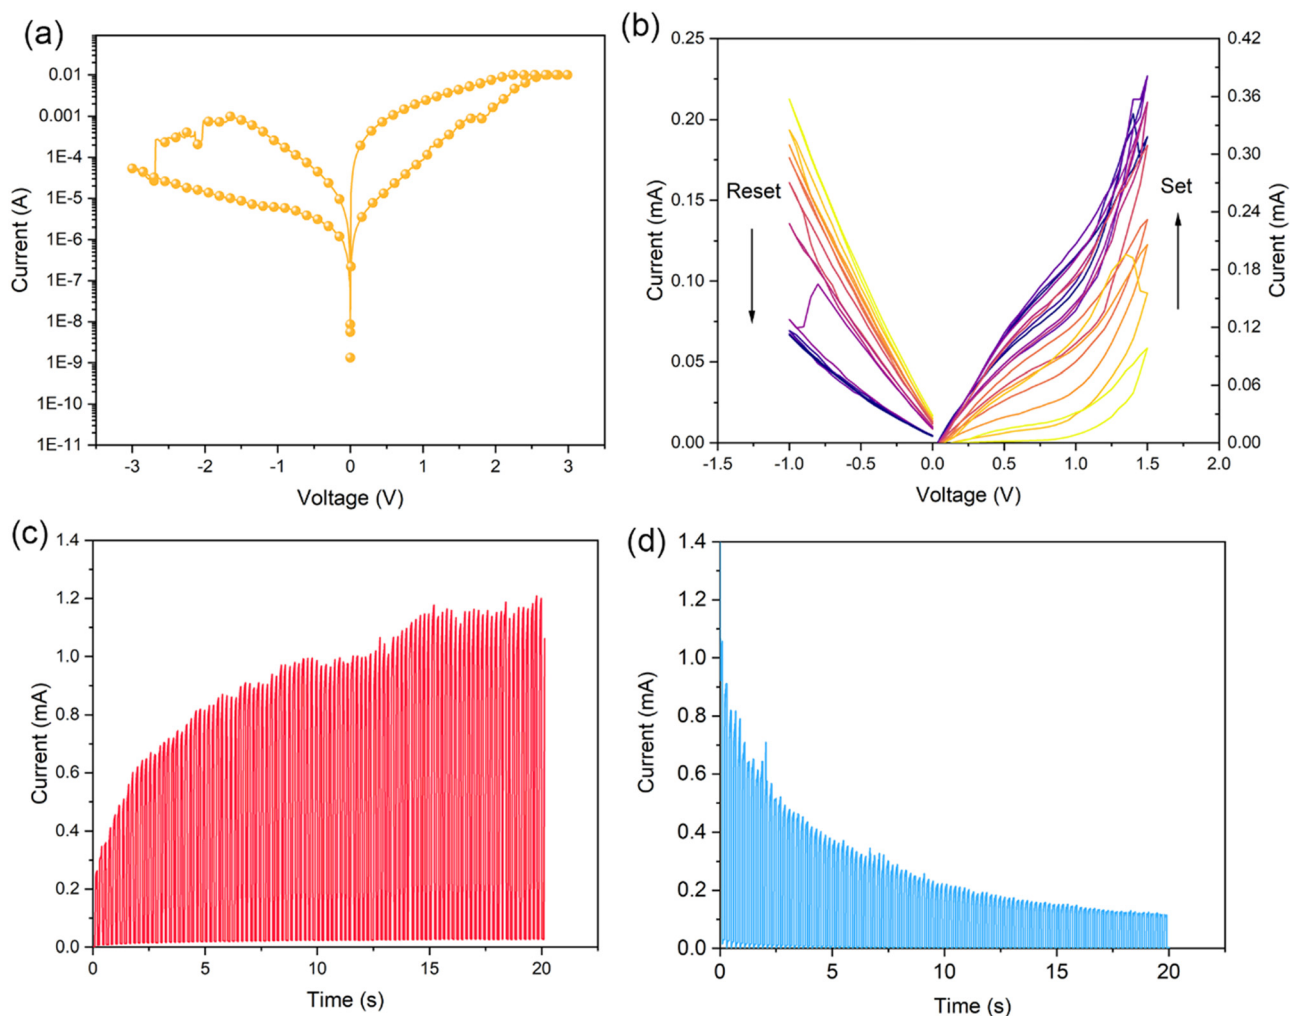 (a)
Current (A)
0.01
0.001
1E-4
1E-5
1E-6
1E-7
1E-8
1E-9
1E-10
1E-11
-3
-2
-1
0
1
2
3
Voltage (V)
(b)
Current (mA)
0.25
0.20
0.15
0.10
0.05
0.00
Reset
Set
0.42
0.36
0.30
0.24
0.18
0.12
0.06
0.00
Curent (mA)
-1.5
-1.0
-0.5
0.0
0.5
1.0
1.5
2.0
Voltage (V)
(c)
Current (mA)
1.4
1.2
1.0
0.8
0.6
0.4
0.2
0.0
0
5
10
15
20
Time (s)
(d)
Current (mA)
1.4
1.2
1.0
0.8
0.6
0.4
0.2
0.0
0
5
10
15
20
Time (s)